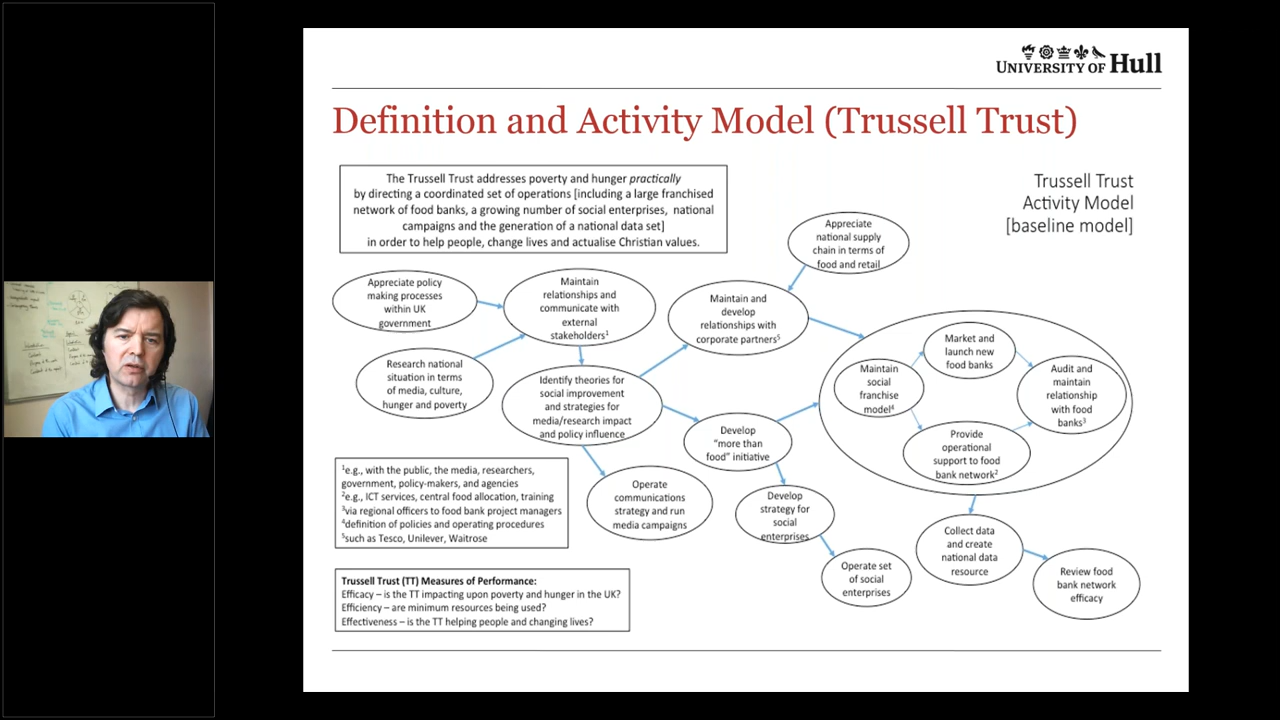 UNIVERSITY OF Hull
Definition and Activity Model (Trussell Trust)
The Trussell Trust addresses poverty and hunger practically
by directing a coordinated set of operations [including a large franchised
network of food banks, a growing number of social enterprises, national
campaigns and the generation of a national data set]
in order to help people, change lives and actualise Christian values.
Trussell Trust
Activity Model
[baseline model]
Appreciate
national supply
chain in terms of
food and retail
Appreciate policy
making processes
within UK
government
Maintain
relationships and
communicate with
external
stakeholders¹
Maintain and
develop
relationships with
corporate partners⁵
Research national
situation in terms
of media, culture,
hunger and poverty
Identify theories for
social improvement
and strategies for
media/research impact
and policy influence
Market and
launch new
food banks
Maintain
social
franchise
model⁴
Audit and
maintain
relationship
with food
banks³
Provide
operational
support to food
bank network²
Develop
"more than
food" initiative
Operate
communications
strategy and run
media campaigns
Develop
strategy for
social
enterprises
Operate set
of social
enterprises
Collect data
and create
national data
resource
Review food
bank network
efficacy
¹e.g., with the public, the media, researchers,
government, policy-makers, and agencies
²e.g., ICT services, central food allocation, training
³via regional officers to food bank project managers
⁴definition of policies and operating procedures
⁵such as Tesco, Unilever, Waitrose
Trussell Trust (TT) Measures of Performance:
Efficacy – is the TT impacting upon poverty and hunger in the UK?
Efficiency – are minimum resources being used?
Effectiveness – is the TT helping people and changing lives?